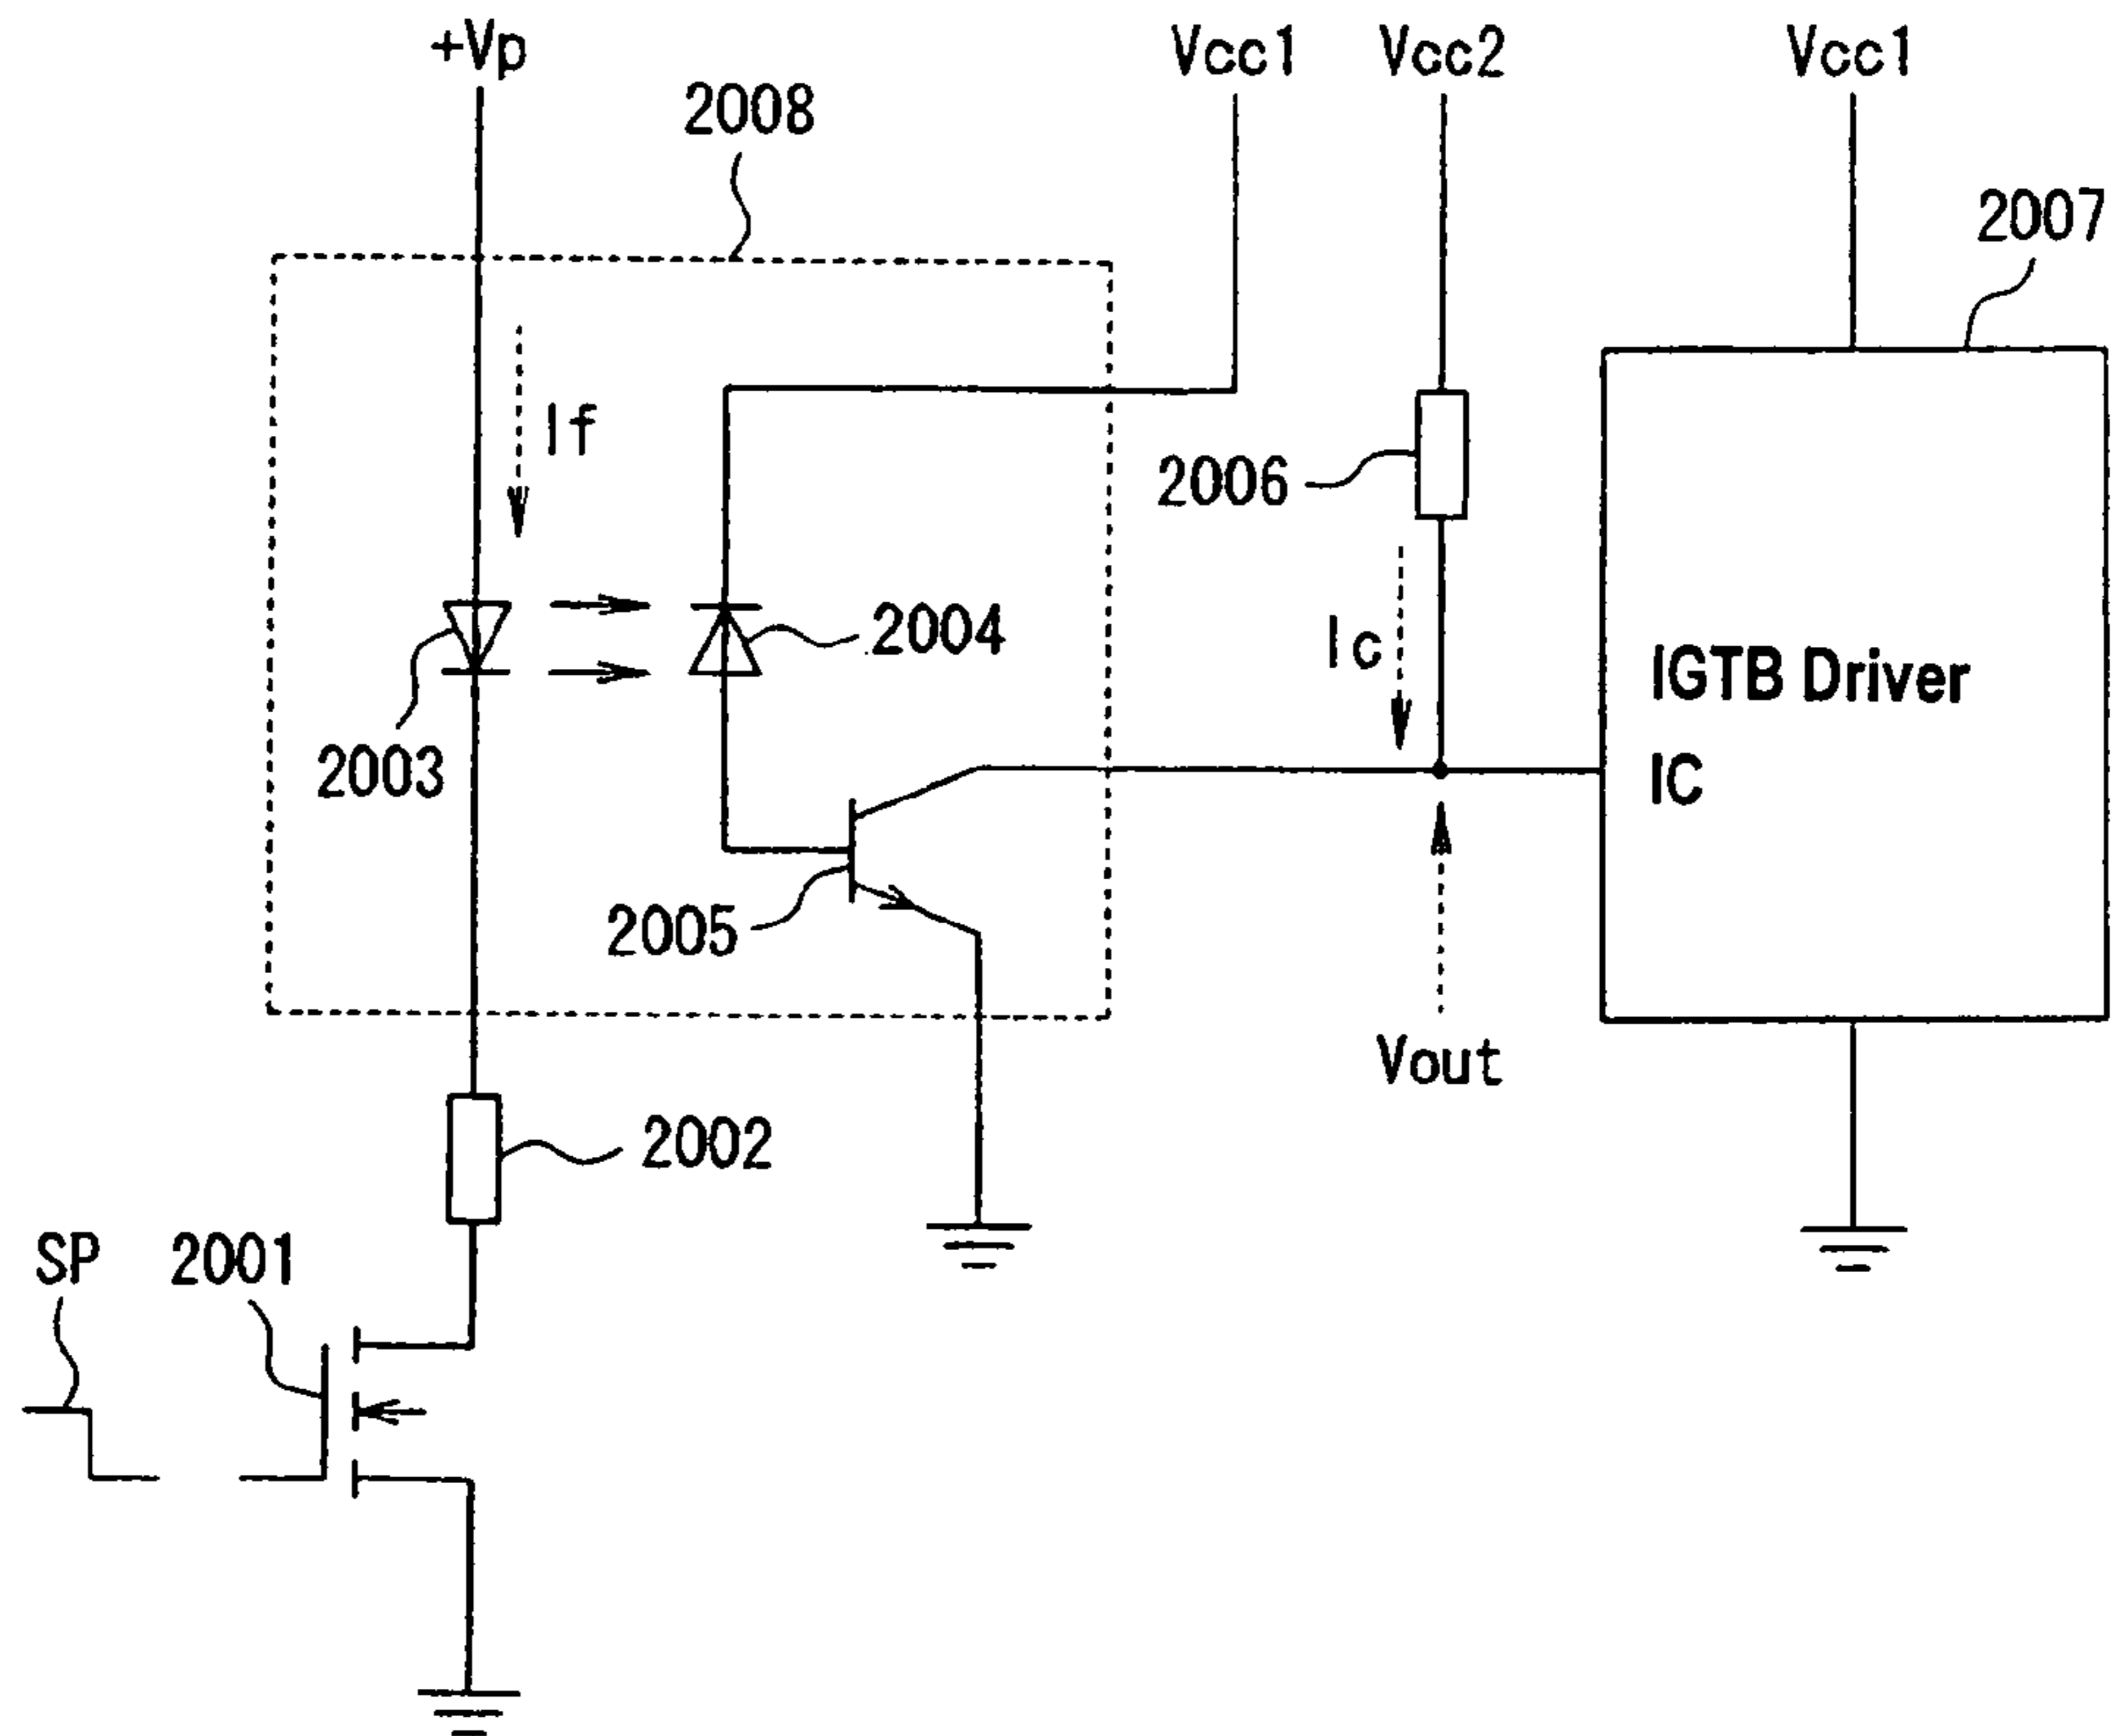 +Vp
Vcc1
Vcc2
Vcc1
2008
2007
If
2006
2004
Ic
IGTB Driver
IC
2003
2005
Vout
2002
SP
2001